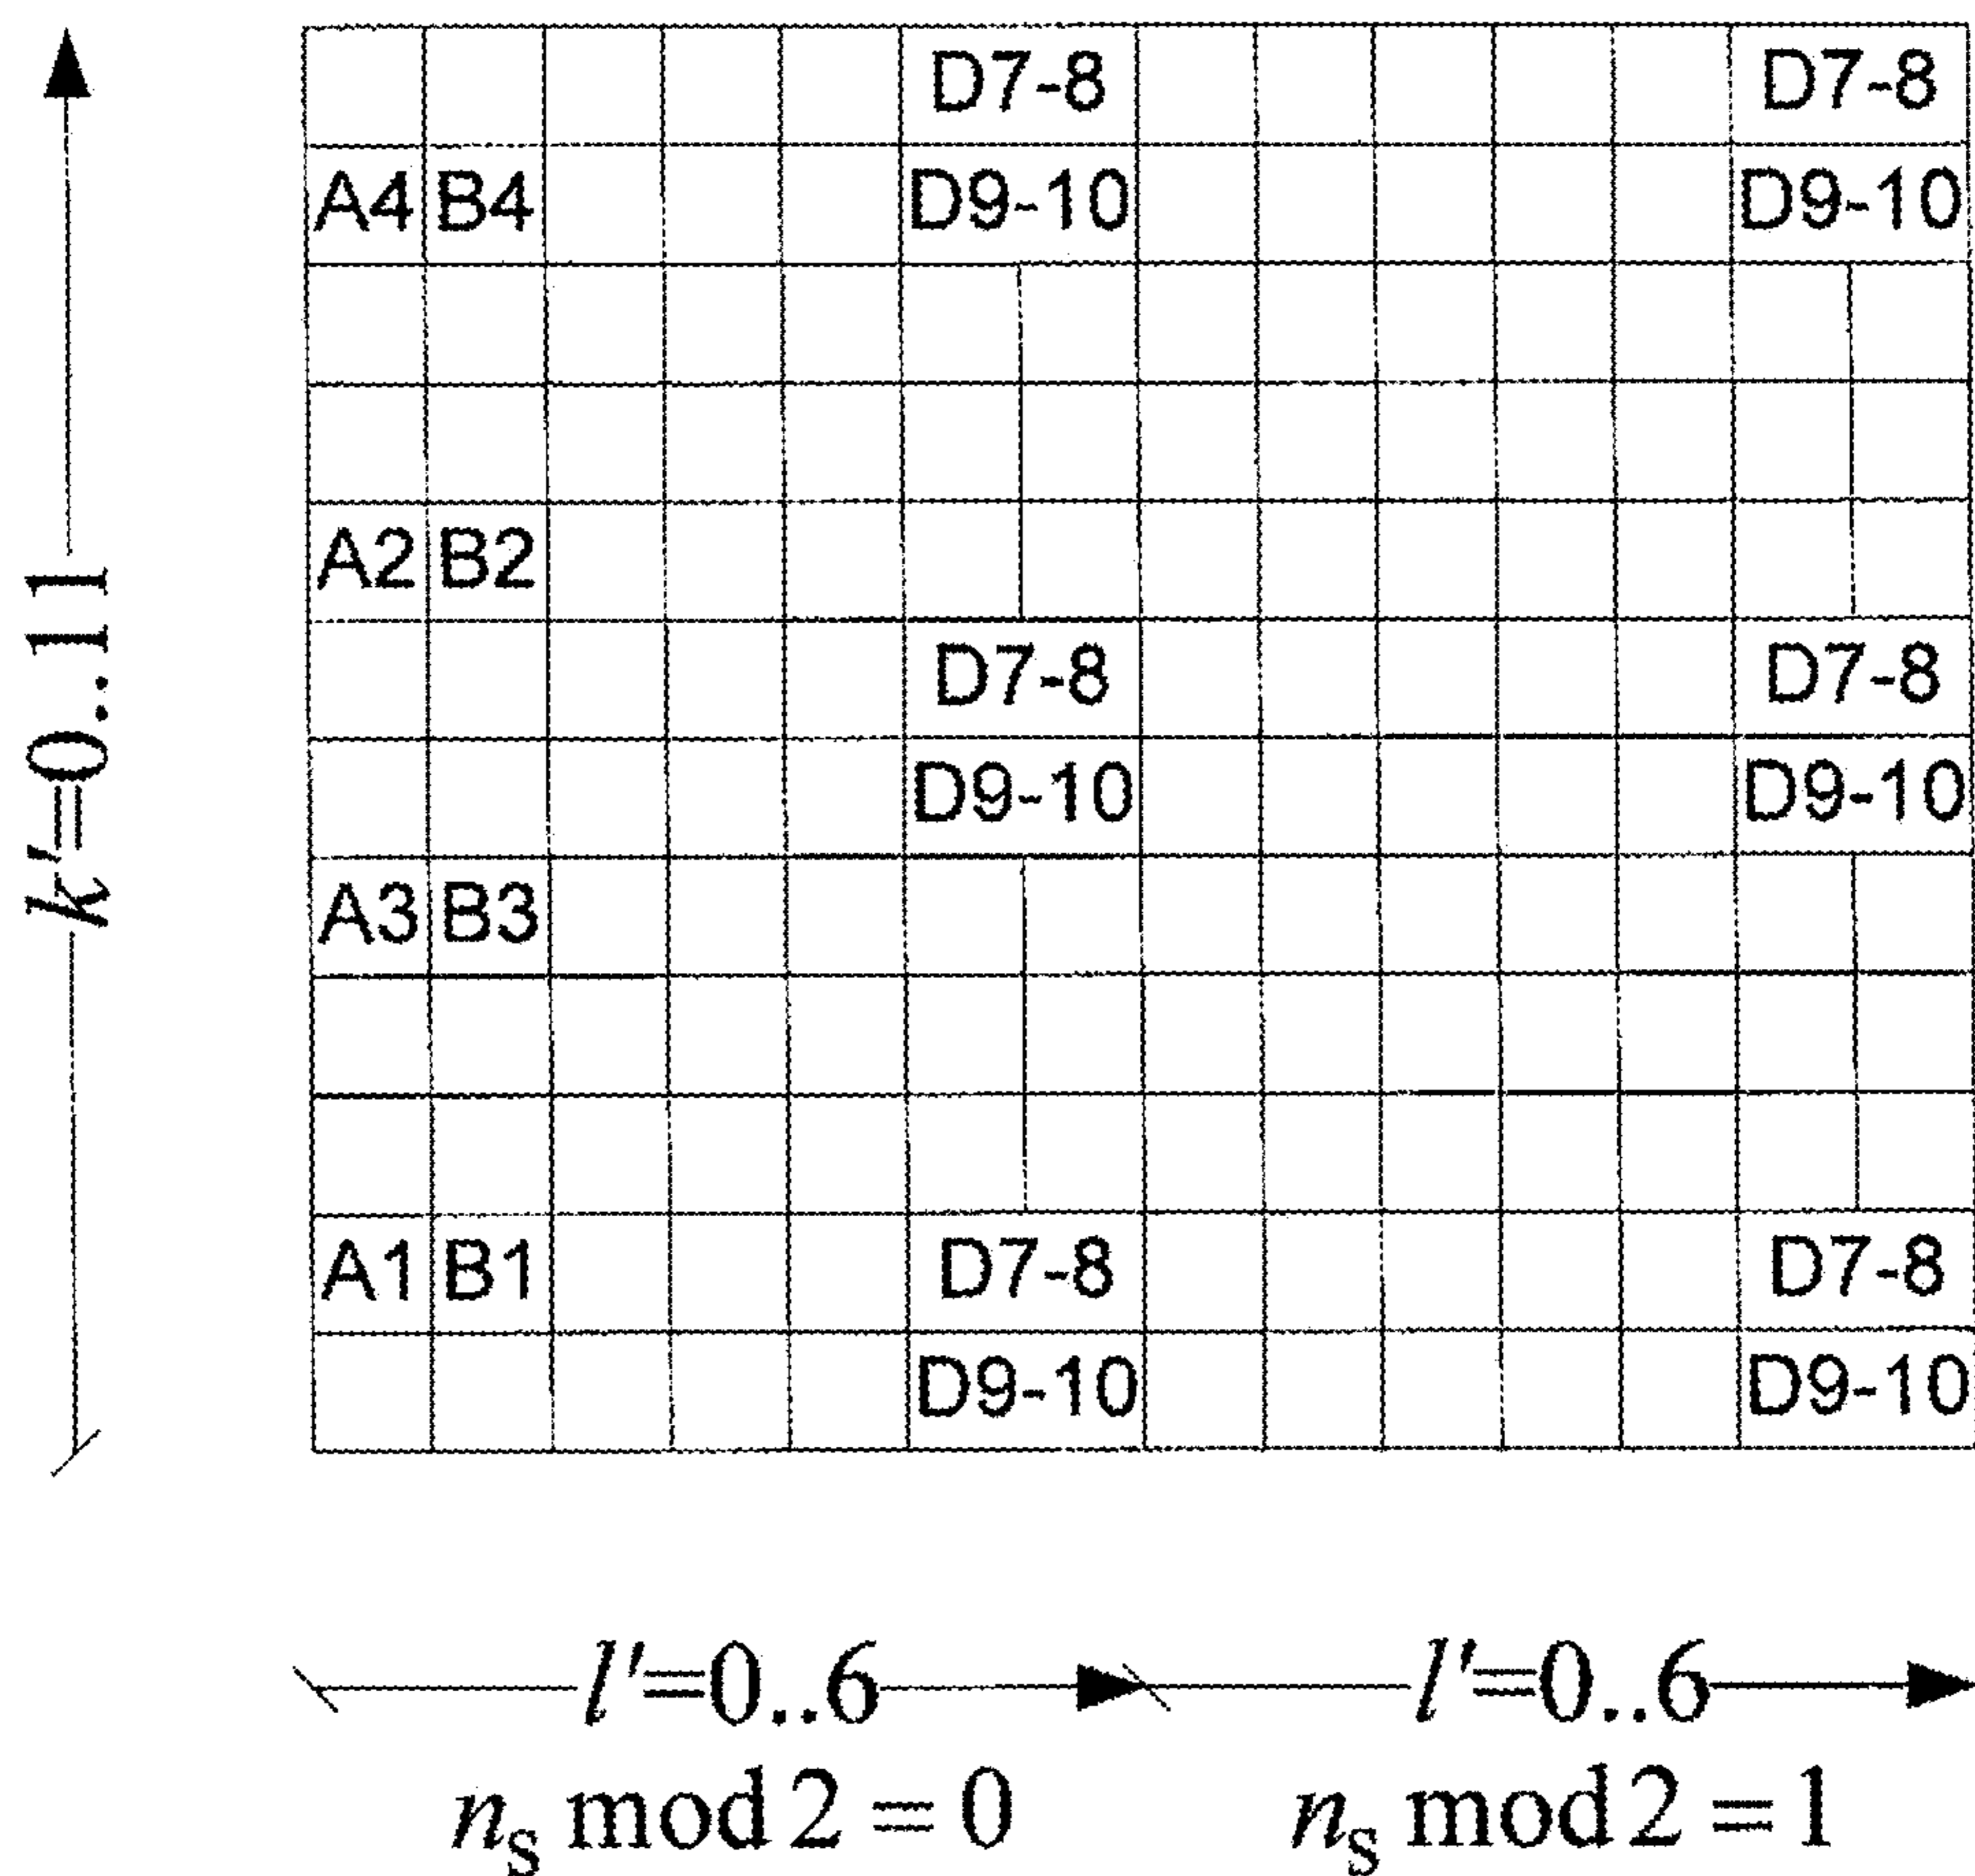 D7-8 D7-8
A4 B4 D9-10 D9-10
A2 B2
D7-8 D7-8
D9-10 D9-10
A3 B3
A1 B1 D7-8 D7-8
D9-10 D9-10
k'=0..11
l'=0..6 l'=0..6
n_s mod 2 = 0 n_s mod 2 = 1